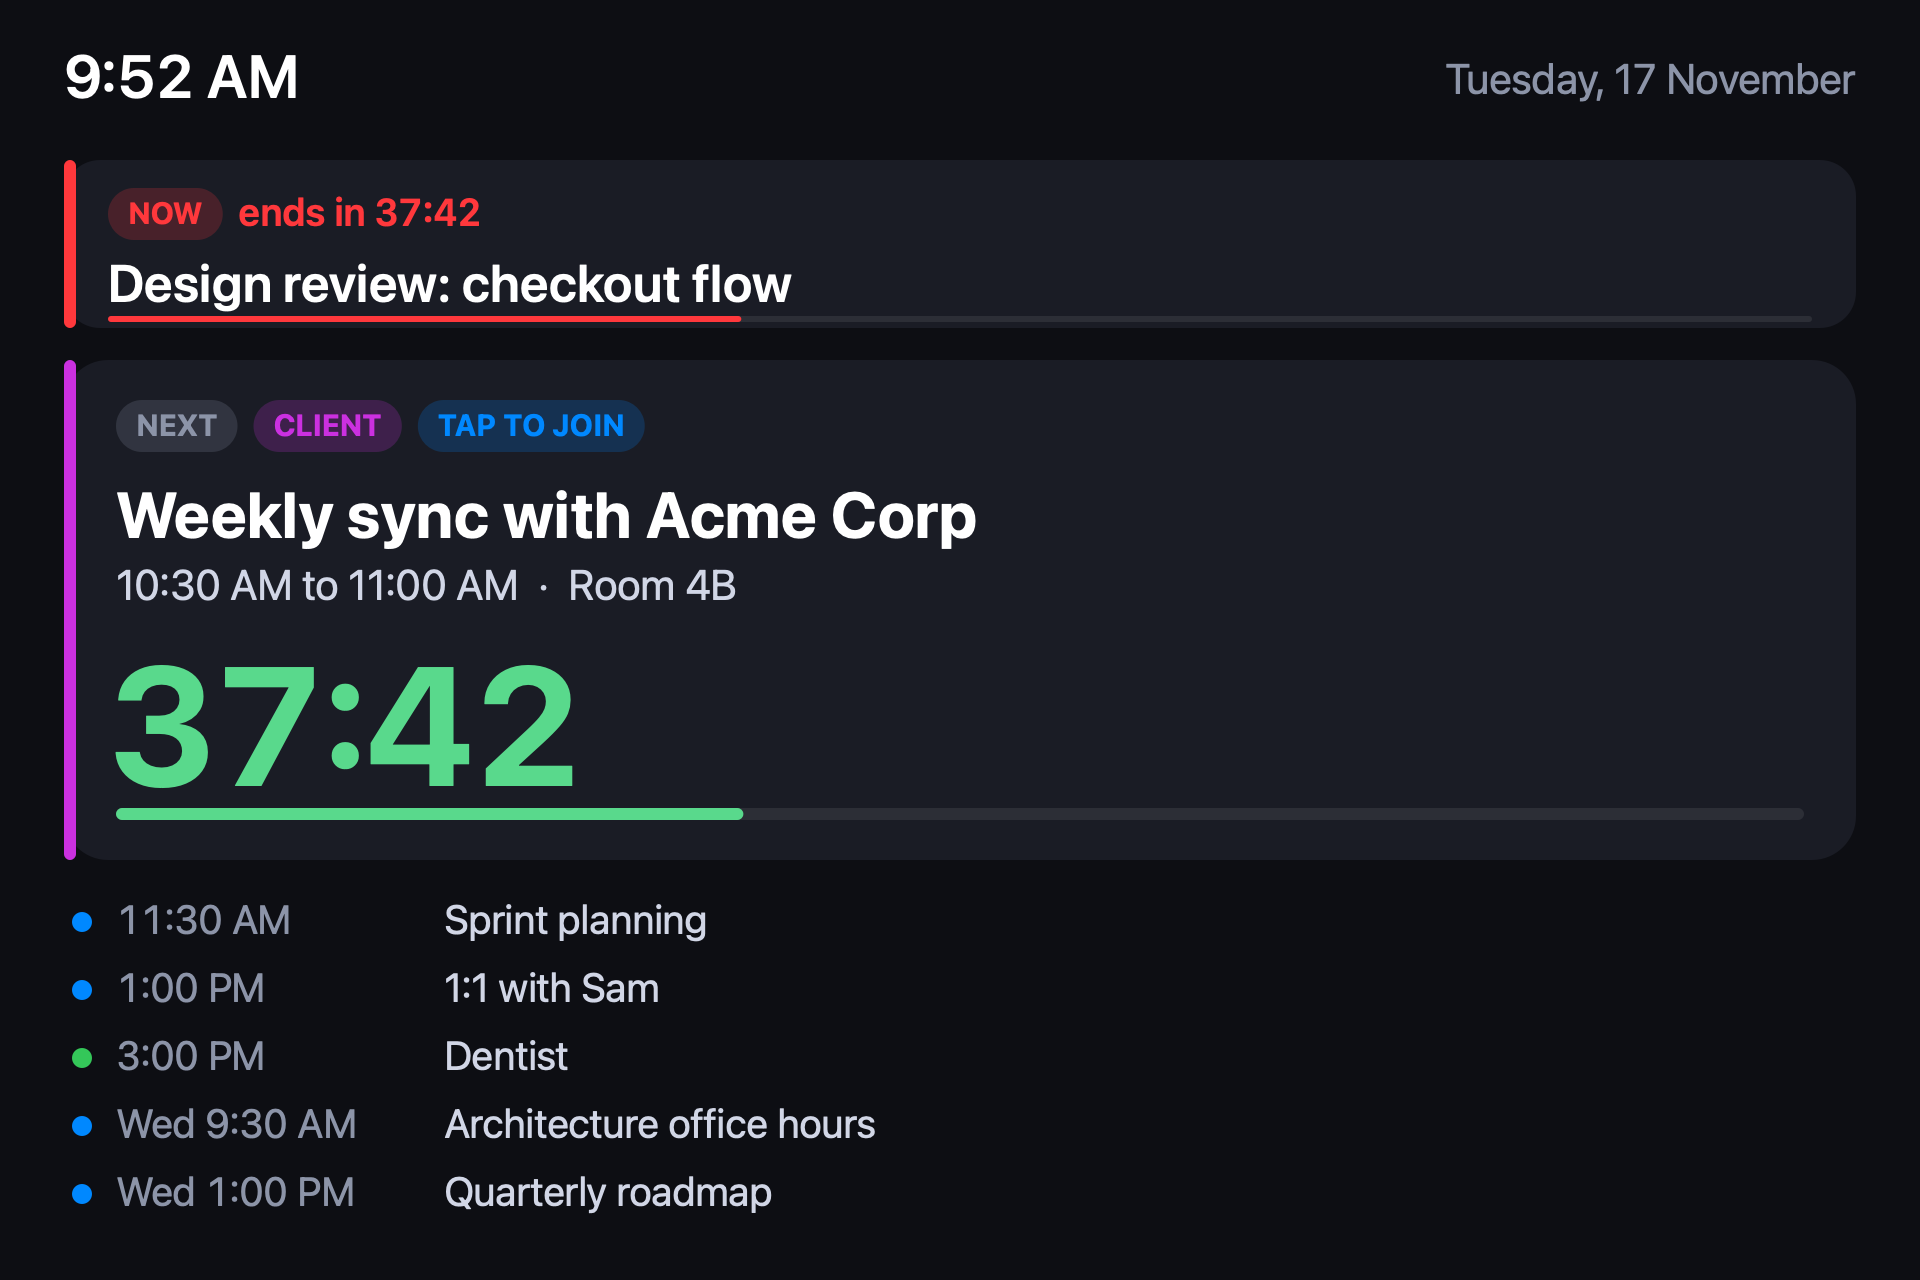 9:52 AM
Tuesday, 17 November
NOW ends in 37:42
Design review: checkout flow
NEXT CLIENT TAP TO JOIN
Weekly sync with Acme Corp
10:30 AM to 11:00 AM · Room 4B
37:42
11:30 AM Sprint planning
1:00 PM 1:1 with Sam
3:00 PM Dentist
Wed 9:30 AM Architecture office hours
Wed 1:00 PM Quarterly roadmap